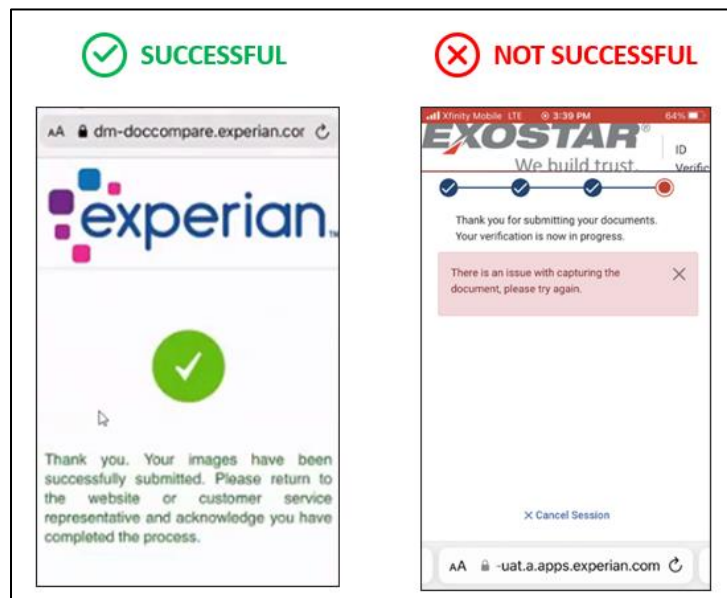 SUCCESSFUL
AA dm-doccompare.experian.cor
experian™
Thank you. Your images have been
successfully submitted. Please return to
the website or customer service
representative and acknowledge you have
completed the process.
NOT SUCCESSFUL
Xfinity Mobile LTE 3:39 PM 64%
EXOSTAR®
We build trust.
ID
Verific
Thank you for submitting your documents.
Your verification is now in progress.
There is an issue with capturing the
document, please try again.
Cancel Session
AA -uat.a.apps.experian.com